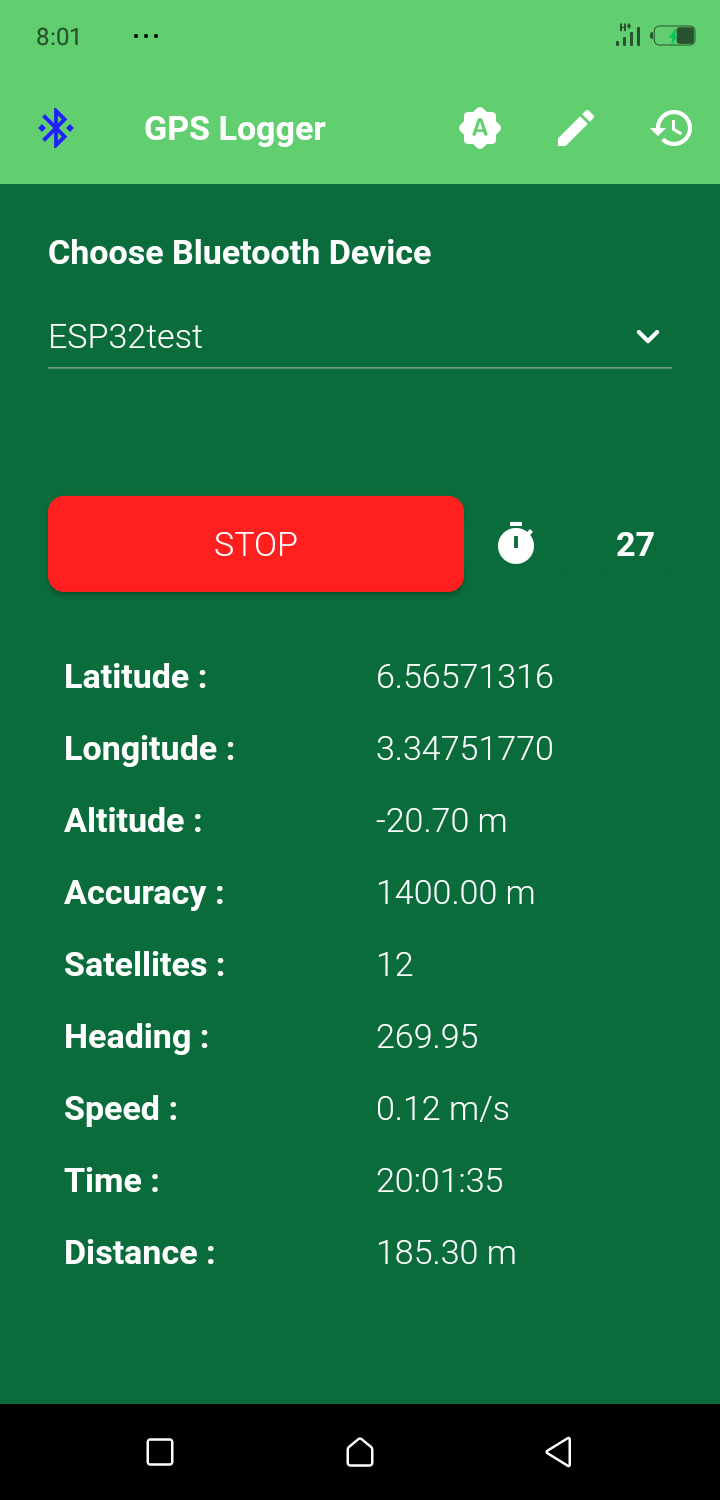 8:01 ...
H+
GPS Logger A
Choose Bluetooth Device
ESP32test
STOP 27
Latitude : 6.56571316
Longitude : 3.34751770
Altitude : -20.70 m
Accuracy : 1400.00 m
Satellites : 12
Heading : 269.95
Speed : 0.12 m/s
Time : 20:01:35
Distance : 185.30 m